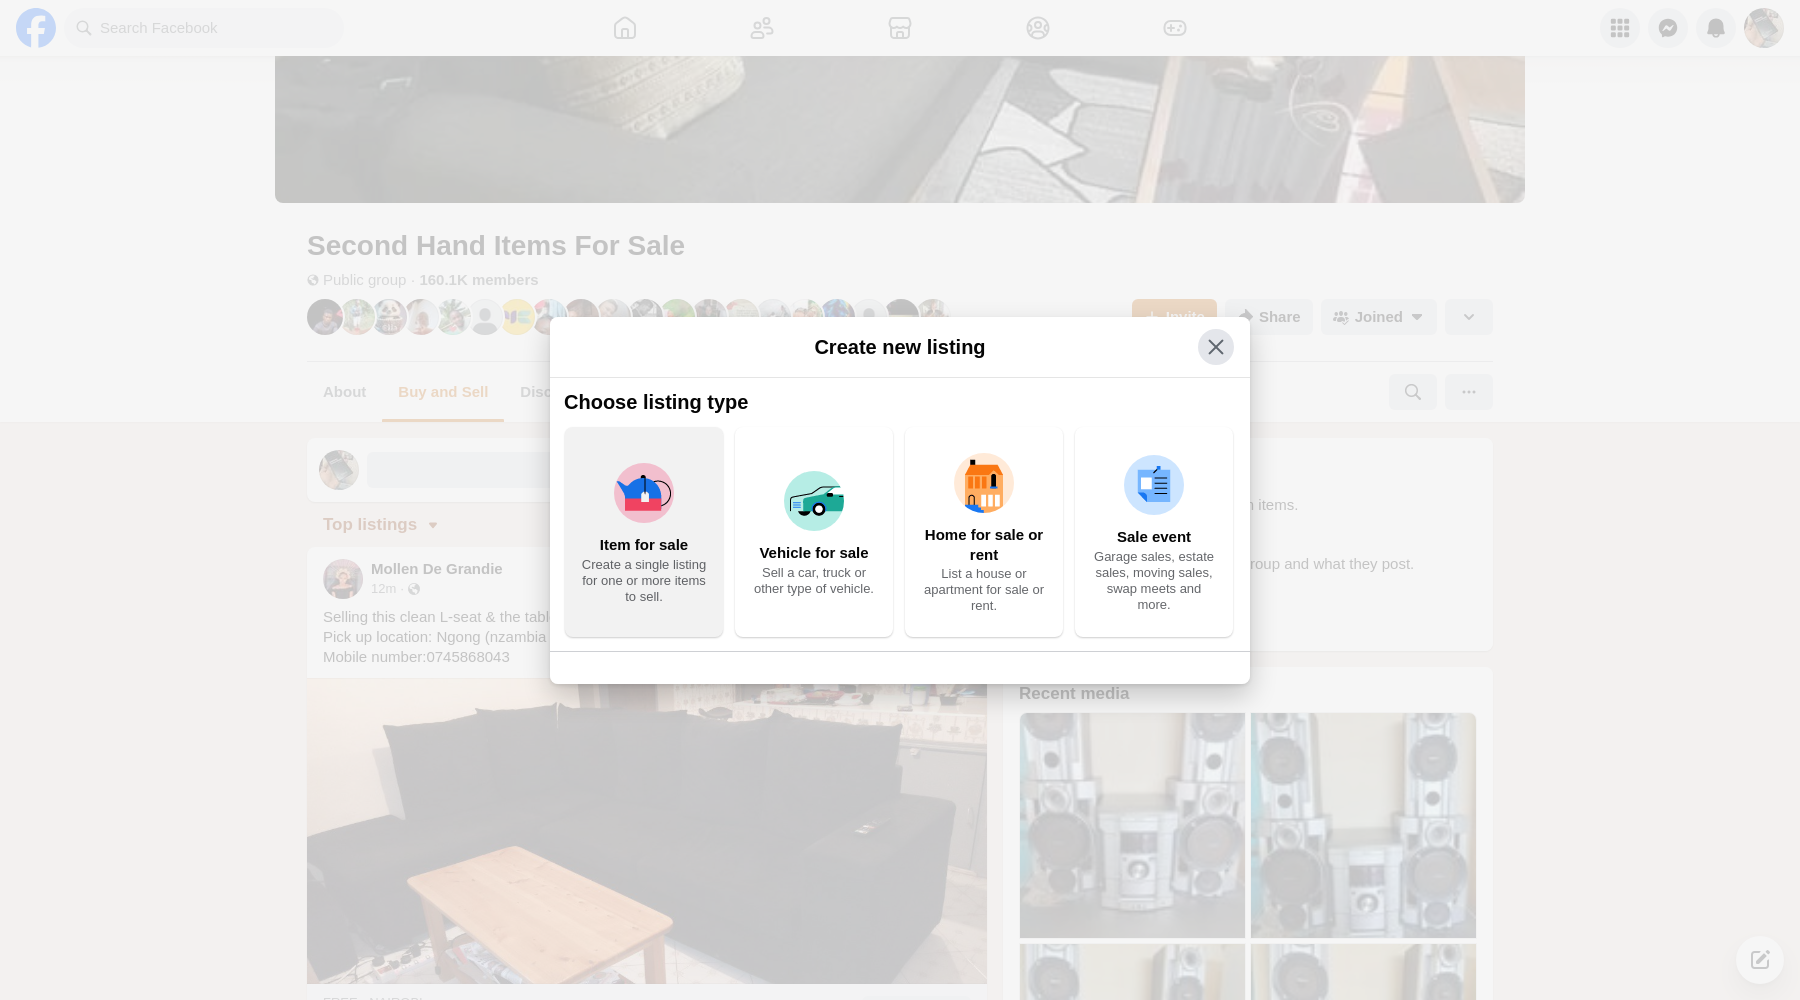 Search Facebook
Second Hand Items For Sale
Public group · 160.1K members
Invite
Share
Joined
About
Buy and Sell
Create new listing
Choose listing type
Item for sale
Create a single listing
for one or more items
to sell.
Vehicle for sale
Sell a car, truck or
other type of vehicle.
Home for sale or
rent
List a house or
apartment for sale or
rent.
Sale event
Garage sales, estate
sales, moving sales,
swap meets and
more.
Top listings
Mollen De Grandie
12m ·
Selling this clean L-seat & the
Pick up location: Ngong (nzambia
Mobile number:0745868043
items.
and what they post.
Recent media